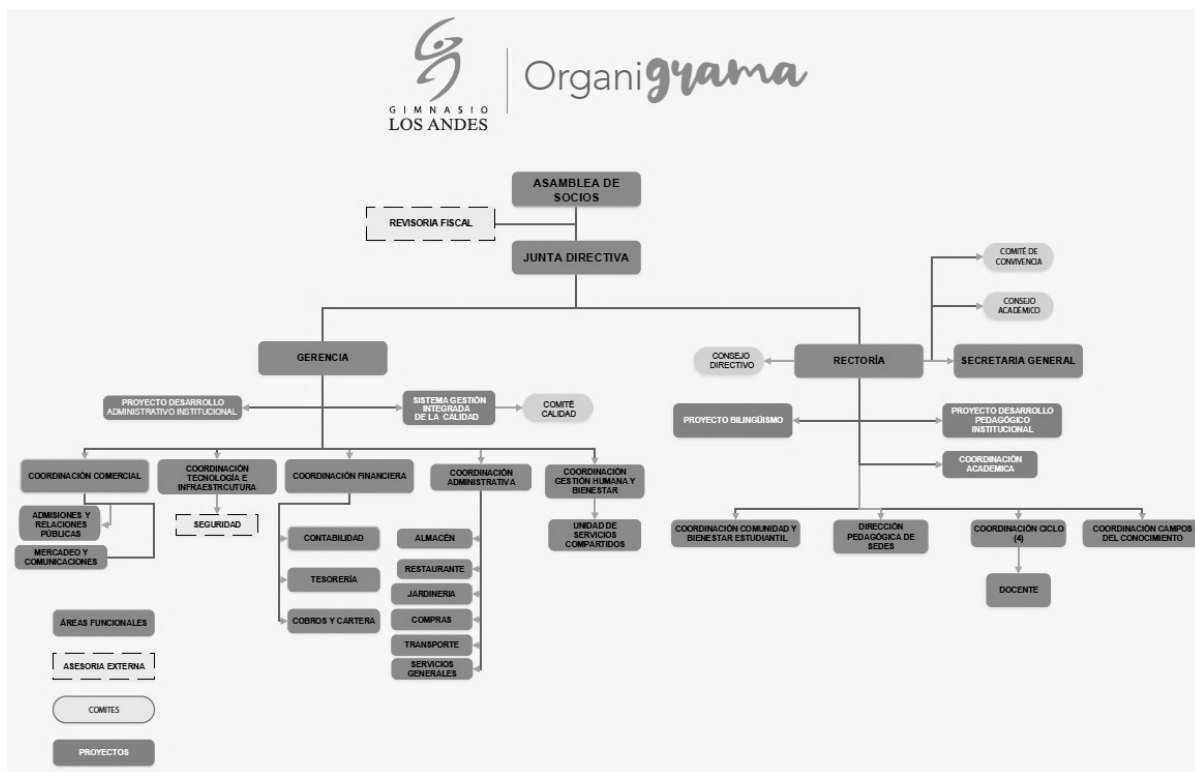 Organigrama
GIMNASIO
LOS ANDES
ASAMBLEA DE
SOCIOS
REVISORIA FISCAL
JUNTA DIRECTIVA
COMITÉ DE
CONVIVENCIA
CONSEJO
ACADÉMICO
GERENCIA
CONSEJO
DIRECTIVO
RECTORÍA
SECRETARIA GENERAL
PROYECTO DESARROLLO
ADMINISTRATIVO INSTITUCIONAL
SISTEMA GESTIÓN
INTEGRADA
DE LA CALIDAD
COMITÉ
CALIDAD
PROYECTO BILINGÜISMO
PROYECTO DESARROLLO
PEDAGÓGICO
INSTITUCIONAL
COORDINACIÓN
ACADEMICA
COORDINACIÓN COMERCIAL
COORDINACIÓN
TECNOLOGÍA E
INFRAESTRCUTURA
COORDINACIÓN FINANCIERA
COORDINACIÓN
ADMINISTRATIVA
COORDINACIÓN
GESTIÓN HUMANA Y
BIENESTAR
ADMISIONES Y
RELACIONES
PÚBLICAS
MERCADEO Y
COMUNICACIONES
SEGURIDAD
CONTABILIDAD
TESORERÍA
COBROS Y CARTERA
ALMACÉN
RESTAURANTE
JARDINERIA
COMPRAS
TRANSPORTE
SERVICIOS
GENERALES
UNIDAD DE
SERVICIOS
COMPARTIDOS
COORDINACIÓN COMUNIDAD Y
BIENESTAR ESTUDIANTIL
DIRECCIÓN
PEDAGÓGICA DE
SEDES
COORDINACIÓN CICLO
(4)
COORDINACIÓN CAMPOS
DEL CONOCIMIENTO
DOCENTE
ÁREAS FUNCIONALES
ASESORIA EXTERNA
COMITES
PROYECTOS